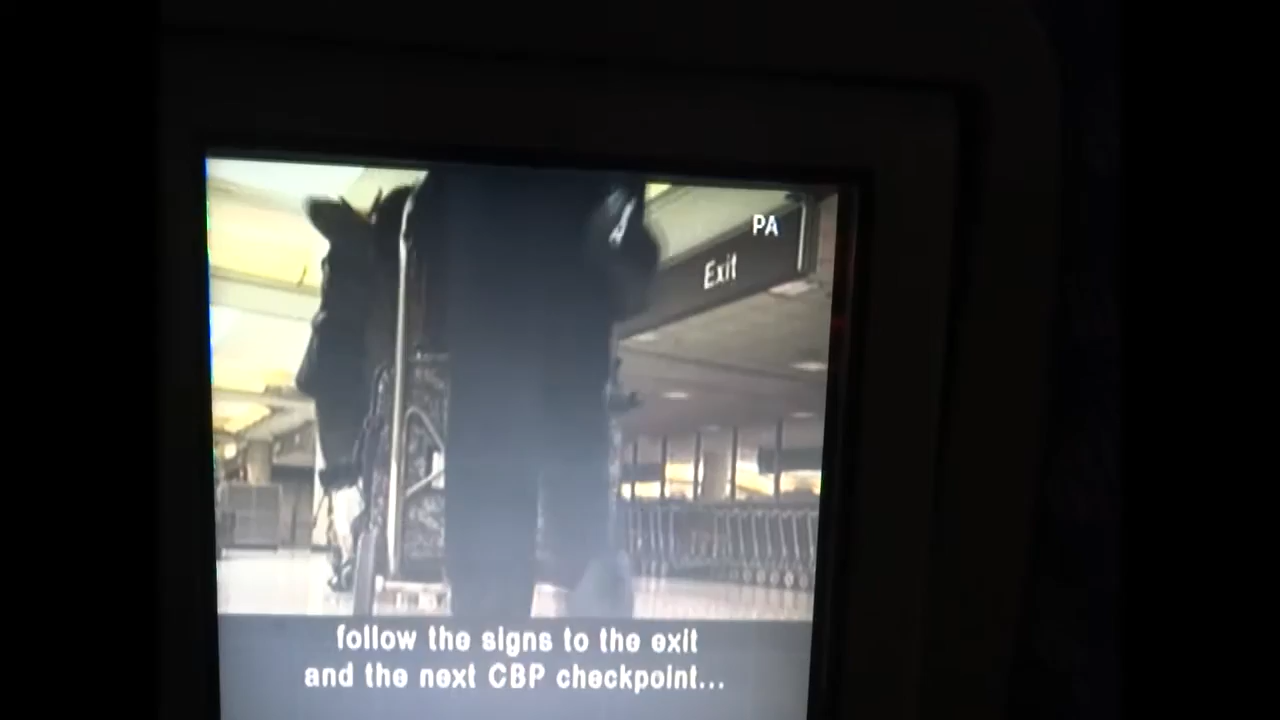 PA
Exit
follow the signs to the exit
and the next CBP checkpoint...